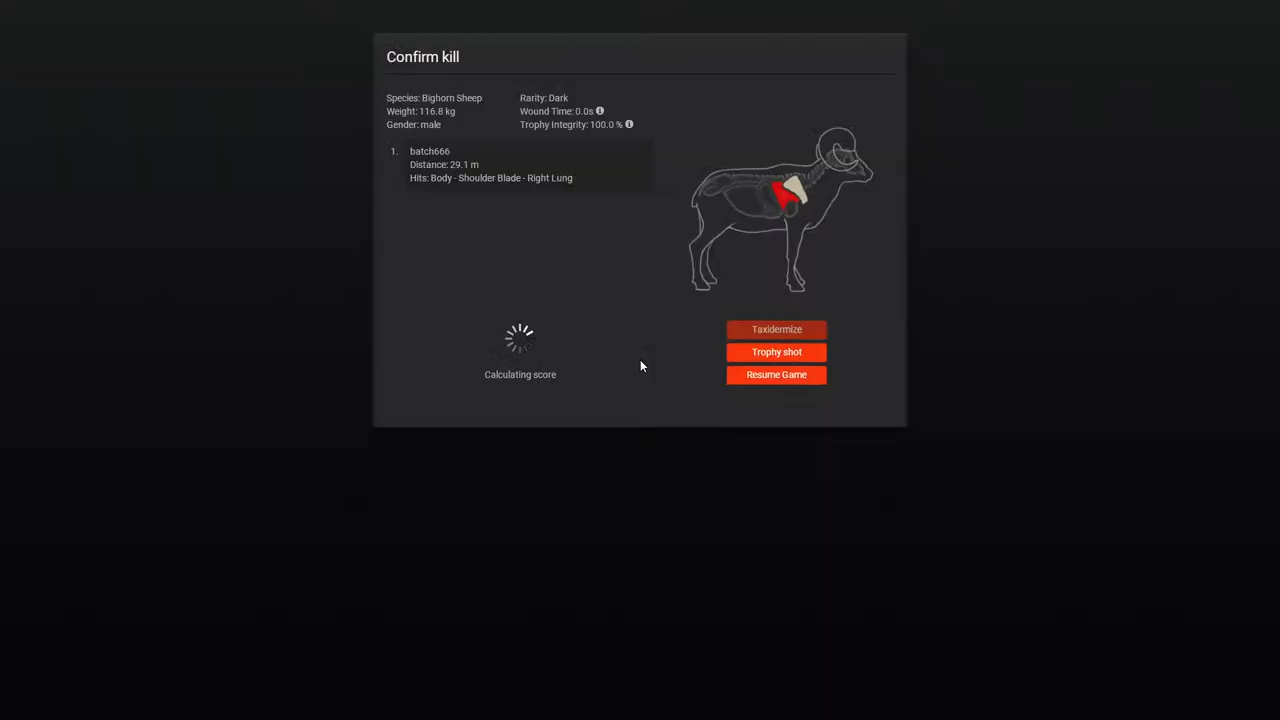 Confirm kill
Species: Bighorn Sheep
Weight: 116.8 kg
Gender: male
Rarity: Dark
Wound Time: 0.0s
Trophy Integrity: 100.0 %
1. batch666
Distance: 29.1 m
Hits: Body - Shoulder Blade - Right Lung
Calculating score
Taxidermize
Trophy shot
Resume Game